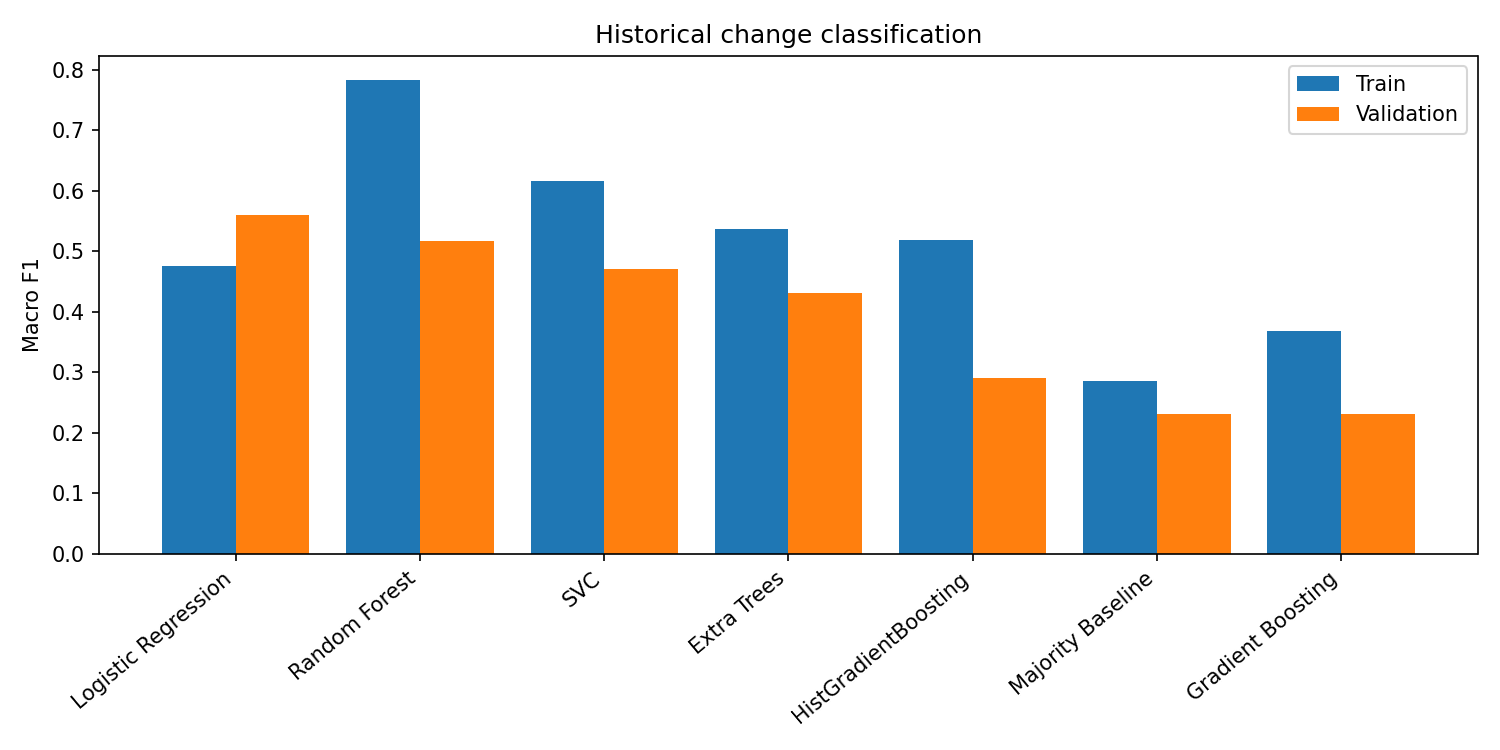 Historical change classification
Train
Validation
Macro F1
0.8
0.7
0.6
0.5
0.4
0.3
0.2
0.1
0.0
Logistic Regression
Random Forest
SVC
Extra Trees
HistGradientBoosting
Majority Baseline
Gradient Boosting